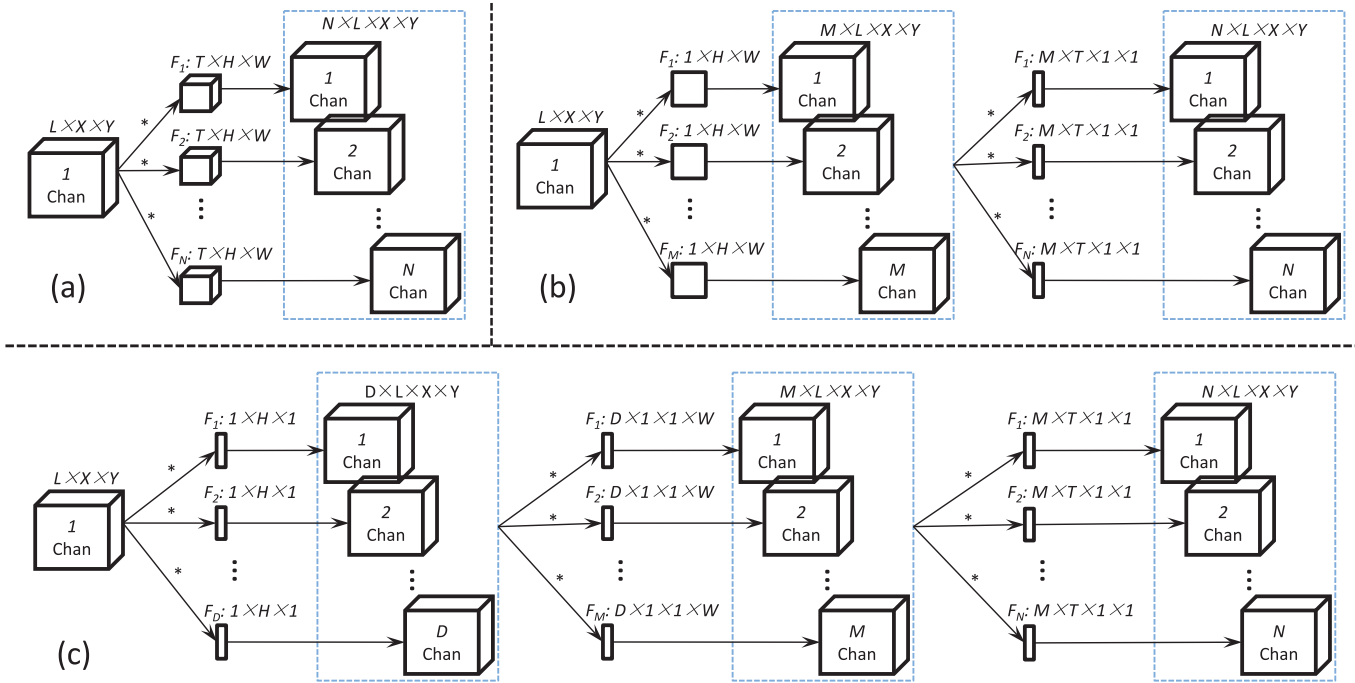 N×L×X×Y
F1: T×H×W
1
Chan
L×X×Y
*
F2: T×H×W
1
Chan
*
2
Chan
*
FN: T×H×W
N
Chan
(a)
M×L×X×Y
N×L×X×Y
F1: 1×H×W
1
Chan
F1: M×T×1×1
1
Chan
L×X×Y
*
*
F2: 1×H×W
F2: M×T×1×1
1
Chan
*
2
Chan
*
2
Chan
*
*
FM: 1×H×W
FN: M×T×1×1
M
Chan
N
Chan
(b)
D×L×X×Y
M×L×X×Y
N×L×X×Y
F1: 1×H×1
1
Chan
F1: D×1×1×W
1
Chan
F1: M×T×1×1
1
Chan
L×X×Y
*
*
*
F2: 1×H×1
F2: D×1×1×W
F2: M×T×1×1
1
Chan
*
2
Chan
*
2
Chan
*
2
Chan
*
*
*
FD: 1×H×1
FM: D×1×1×W
FN: M×T×1×1
D
Chan
M
Chan
N
Chan
(c)